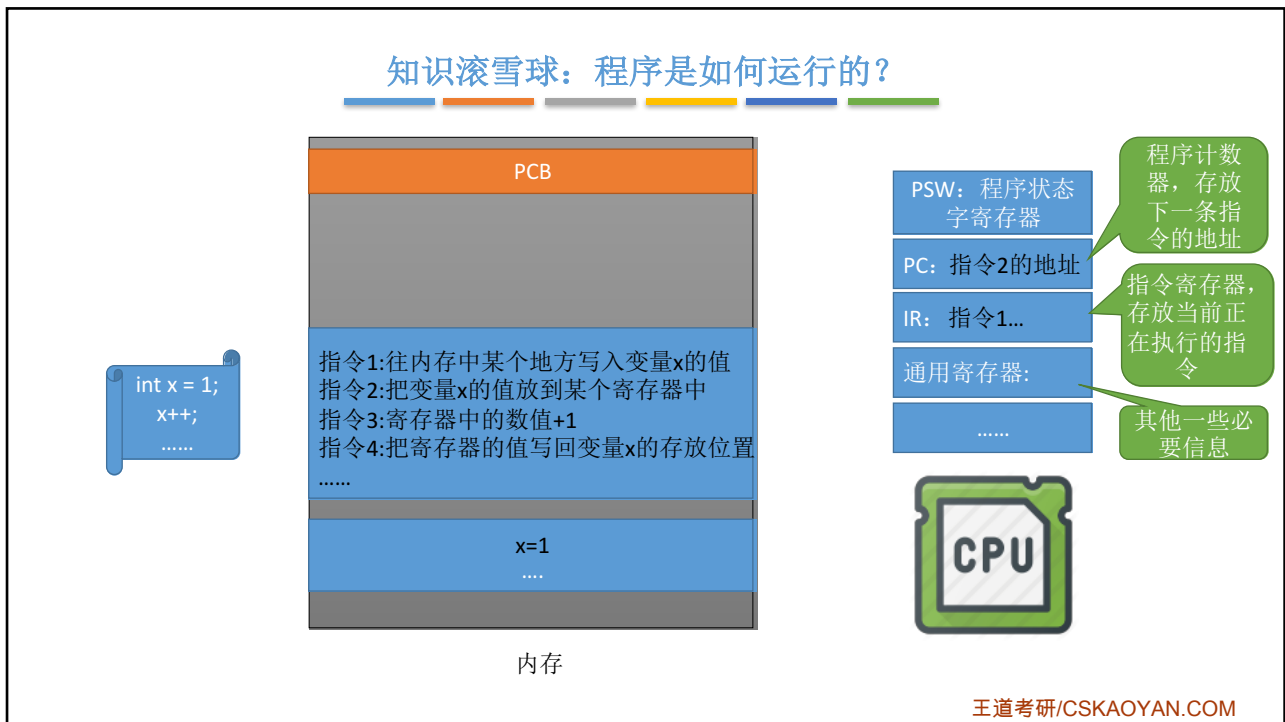 知识滚雪球：程序是如何运行的？
int x = 1;
x++;
……
PCB
指令1:往内存中某个地方写入变量x的值
指令2:把变量x的值放到某个寄存器中
指令3:寄存器中的数值+1
指令4:把寄存器的值写回变量x的存放位置
……
x=1
….
内存
PSW：程序状态
字寄存器
PC：指令2的地址
IR： 指令1…
通用寄存器:
……
程序计数
器，存放
下一条指
令的地址
指令寄存器，
存放当前正
在执行的指
令
其他一些必
要信息
CPU
王道考研/CSKAOYAN.COM